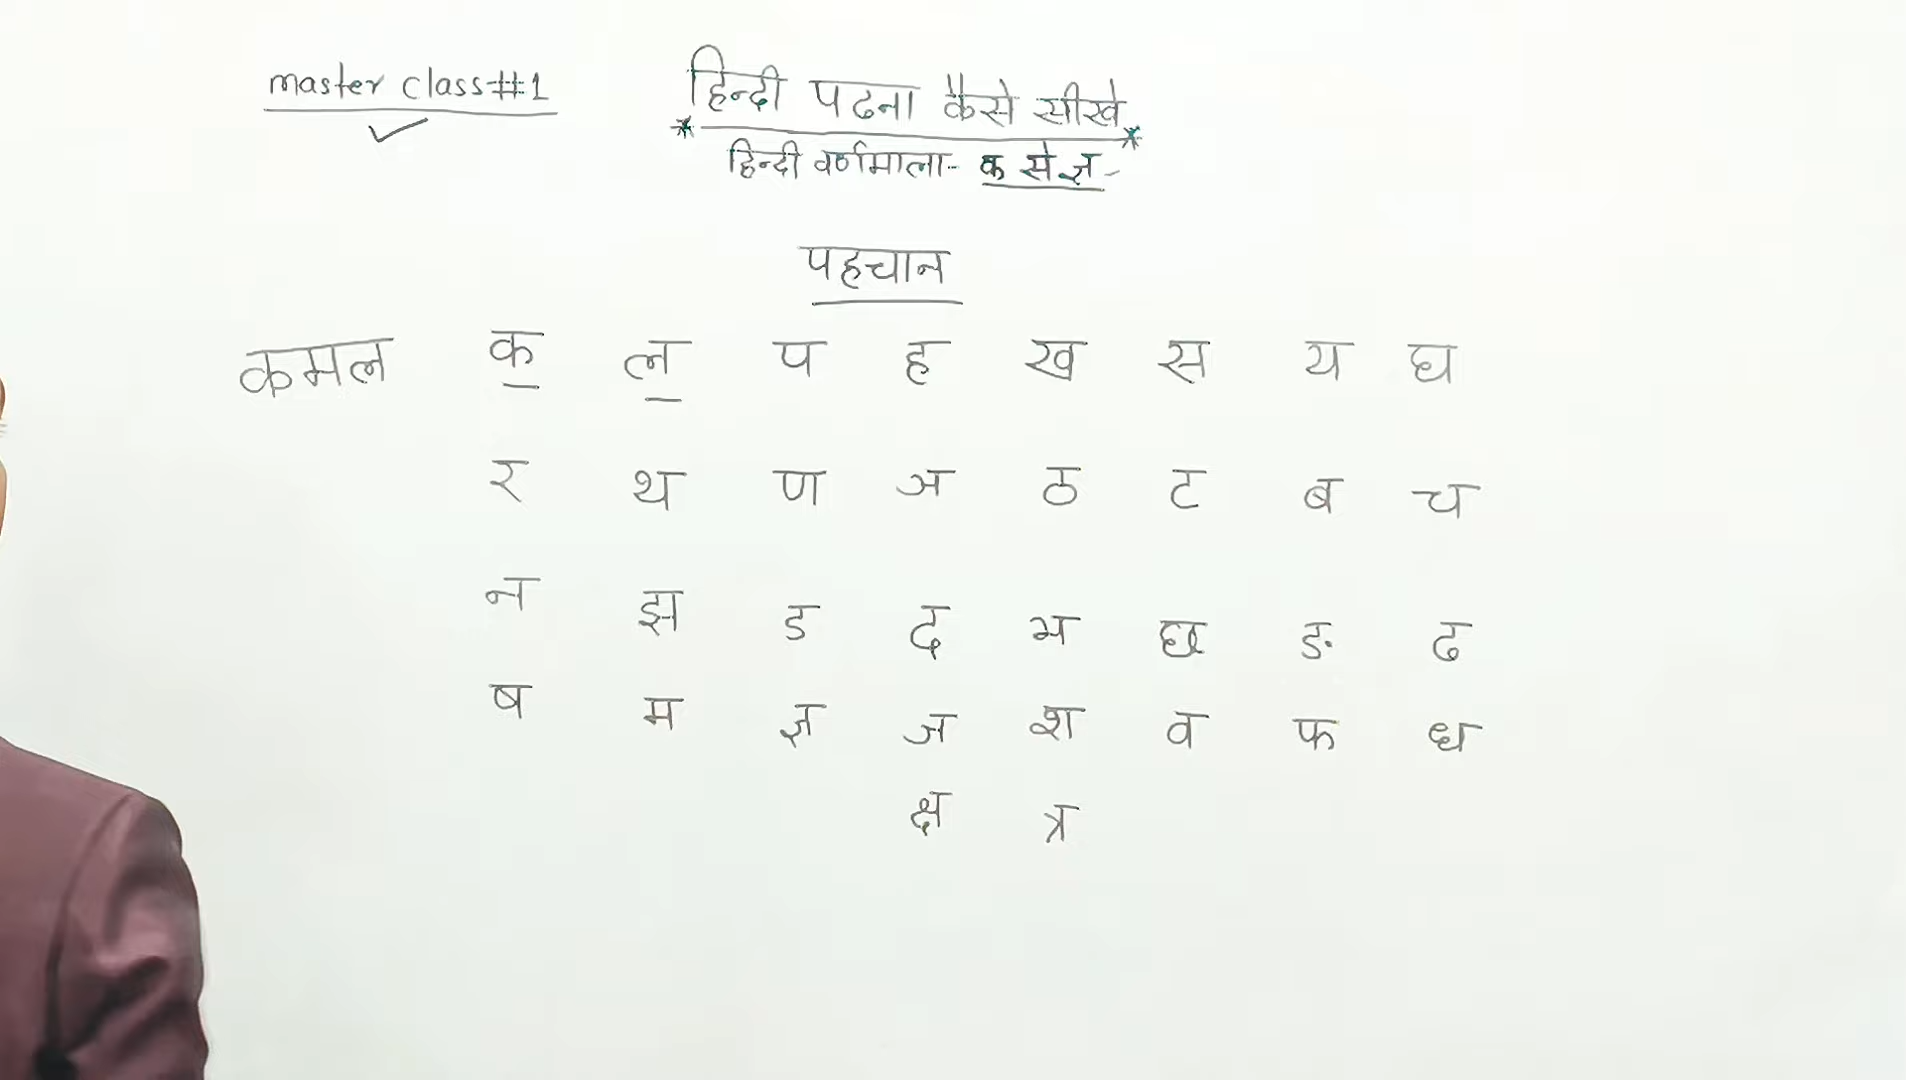 master class#1
हिन्दी पढना कैसे सीखे
हिन्दी वर्णमाला- क से ज्ञ-
पहचान
कमल क ल प ह ख स य घ
र थ ण ञ ठ ट ब च
न झ ड द भ छ ङ ढ
ष म ज्ञ ज श व फ ध
क्ष त्र